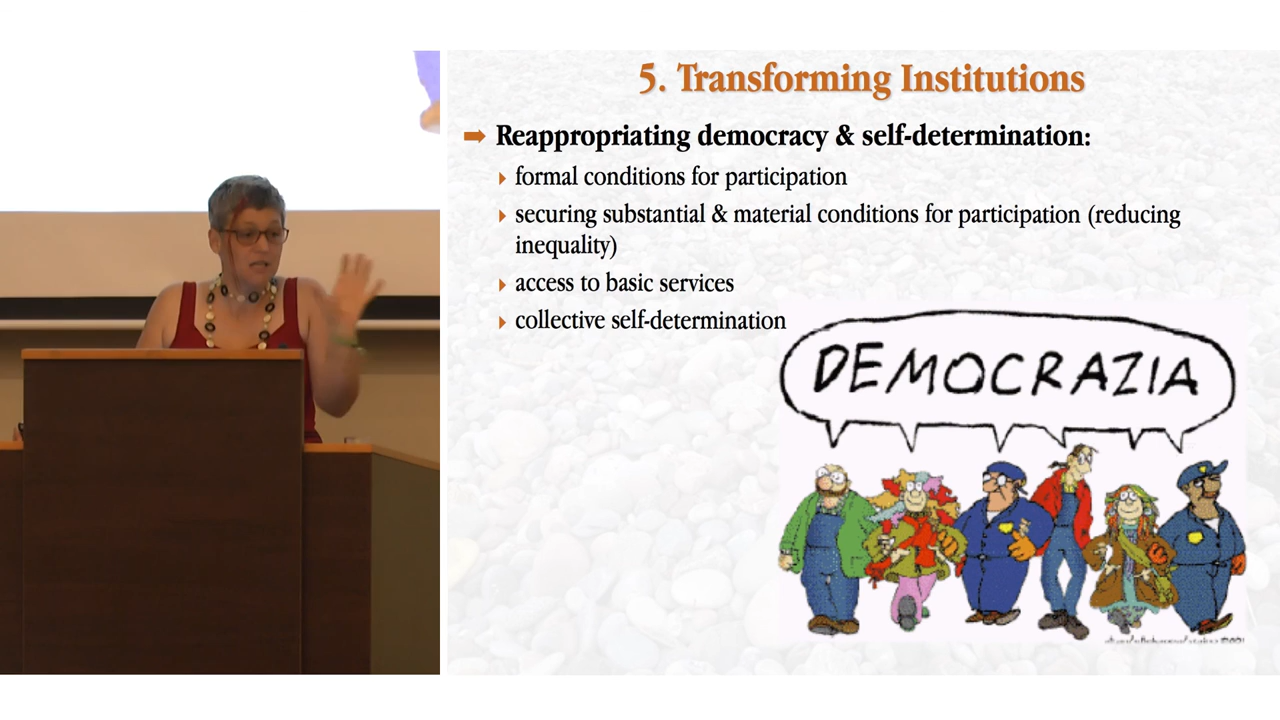 5. Transforming Institutions
Reappropriating democracy & self-determination:
formal conditions for participation
securing substantial & material conditions for participation (reducing
inequality)
access to basic services
collective self-determination
DEMOCRAZIA